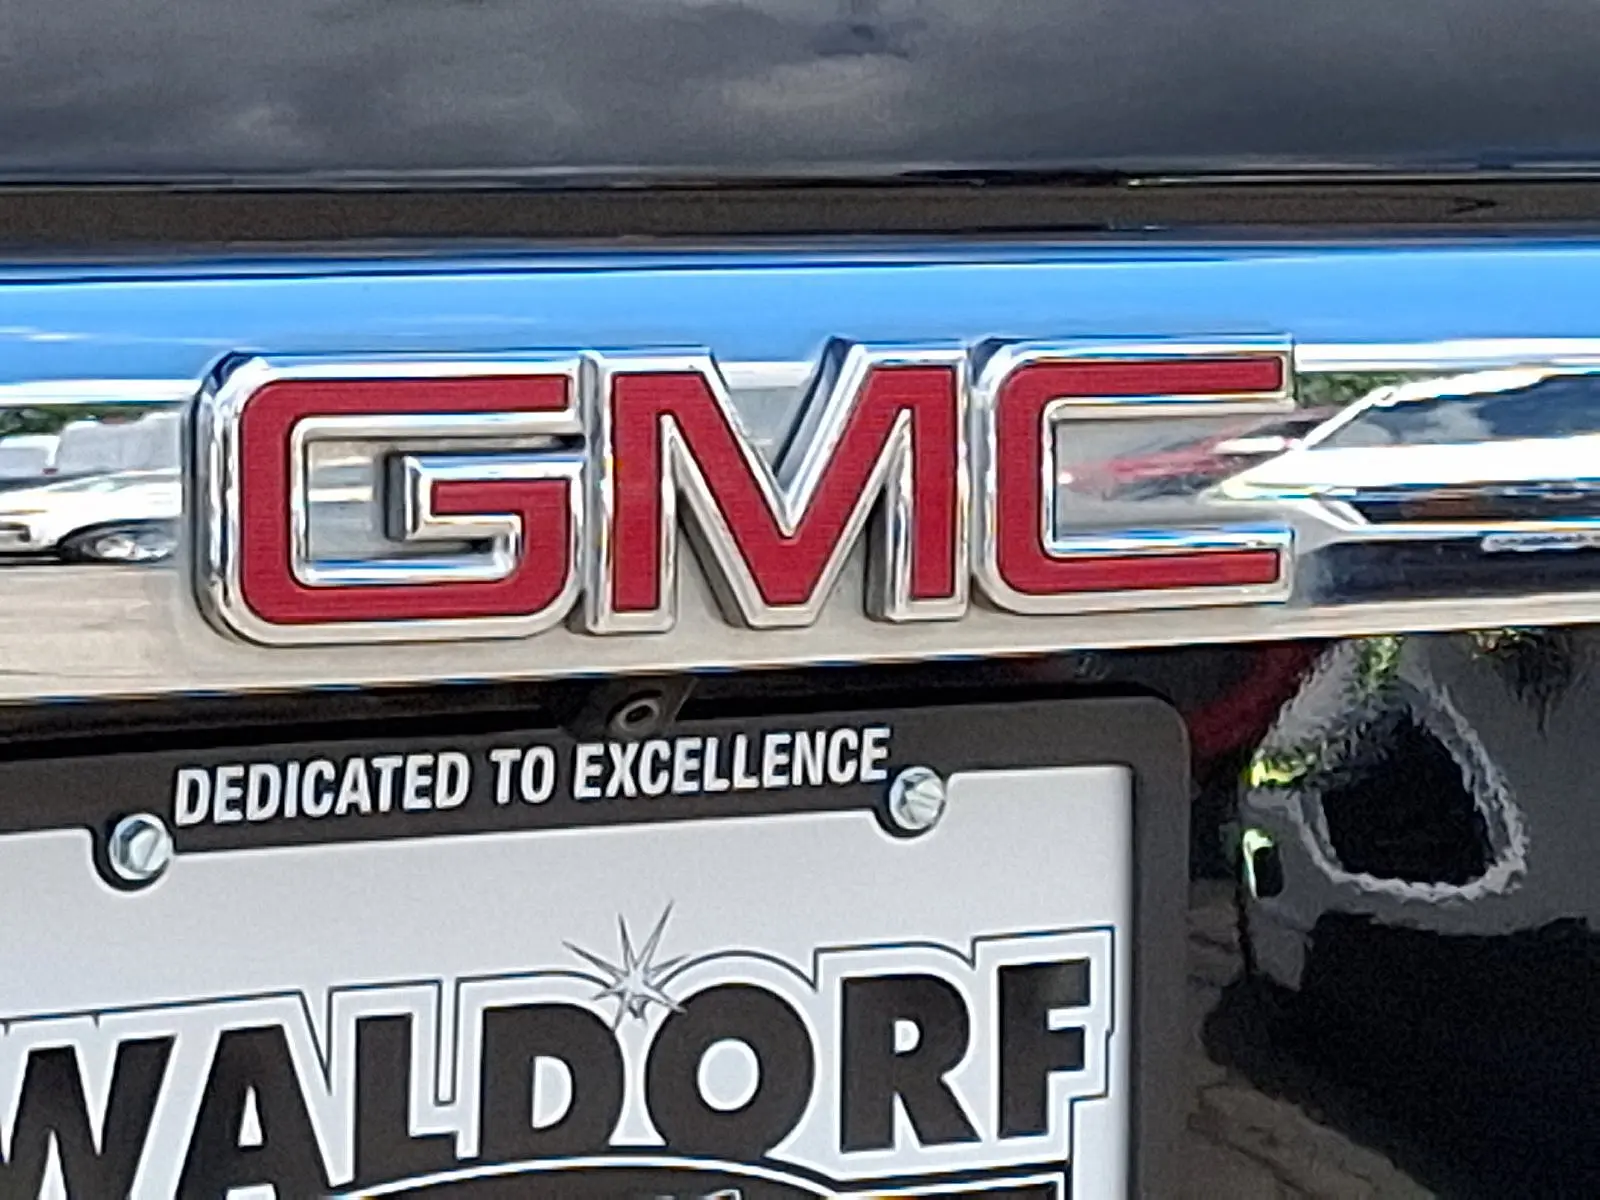 GMC
DEDICATED TO EXCELLENCE
WALDORF